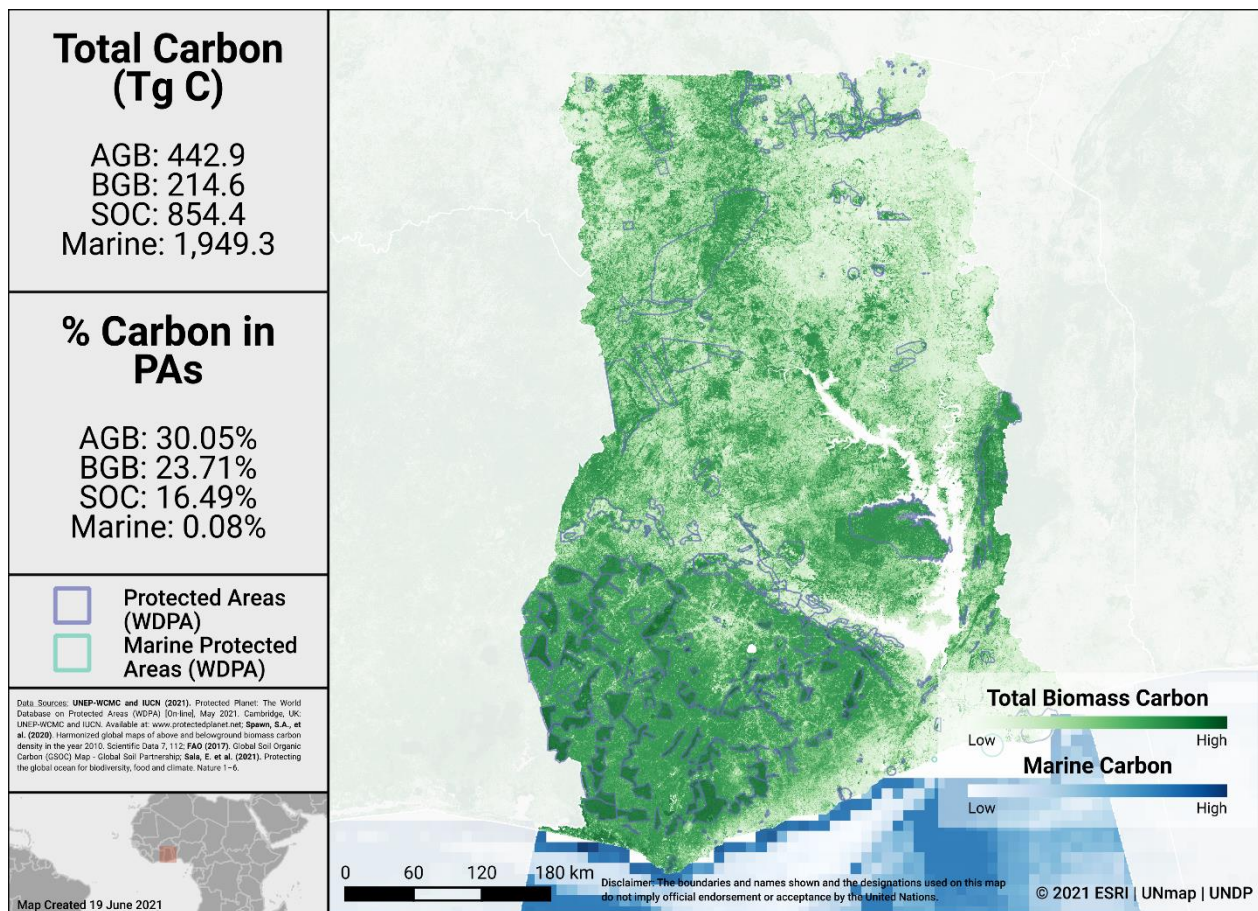 Total Carbon
(Tg C)
AGB: 442.9
BGB: 214.6
SOC: 854.4
Marine: 1,949.3
% Carbon in
PAs
AGB: 30.05%
BGB: 23.71%
SOC: 16.49%
Marine: 0.08%
Protected Areas
(WDPA)
Marine Protected
Areas (WDPA)
Data Sources: UNEP-WCMC and IUCN (2021). Protected Planet: The World
Database on Protected Areas (WDPA) [On-line], May 2021. Cambridge, UK:
UNEP-WCMC and IUCN. Available at: www.protectedplanet.net; Spawn, S.A., et
al. (2020). Harmonized global maps of above and belowground biomass carbon
density in the year 2010. Scientific Data 7, 112; FAO (2017). Global Soil Organic
Carbon (GSOC) Map - Global Soil Partnership; Sala, E. et al. (2021). Protecting
the global ocean for biodiversity, food and climate. Nature 1–6.
Map Created 19 June 2021
Total Biomass Carbon
Low High
Marine Carbon
Low High
0 60 120 180 km
Disclaimer: The boundaries and names shown and the designations used on this map
do not imply official endorsement or acceptance by the United Nations.
© 2021 ESRI | UNmap | UNDP